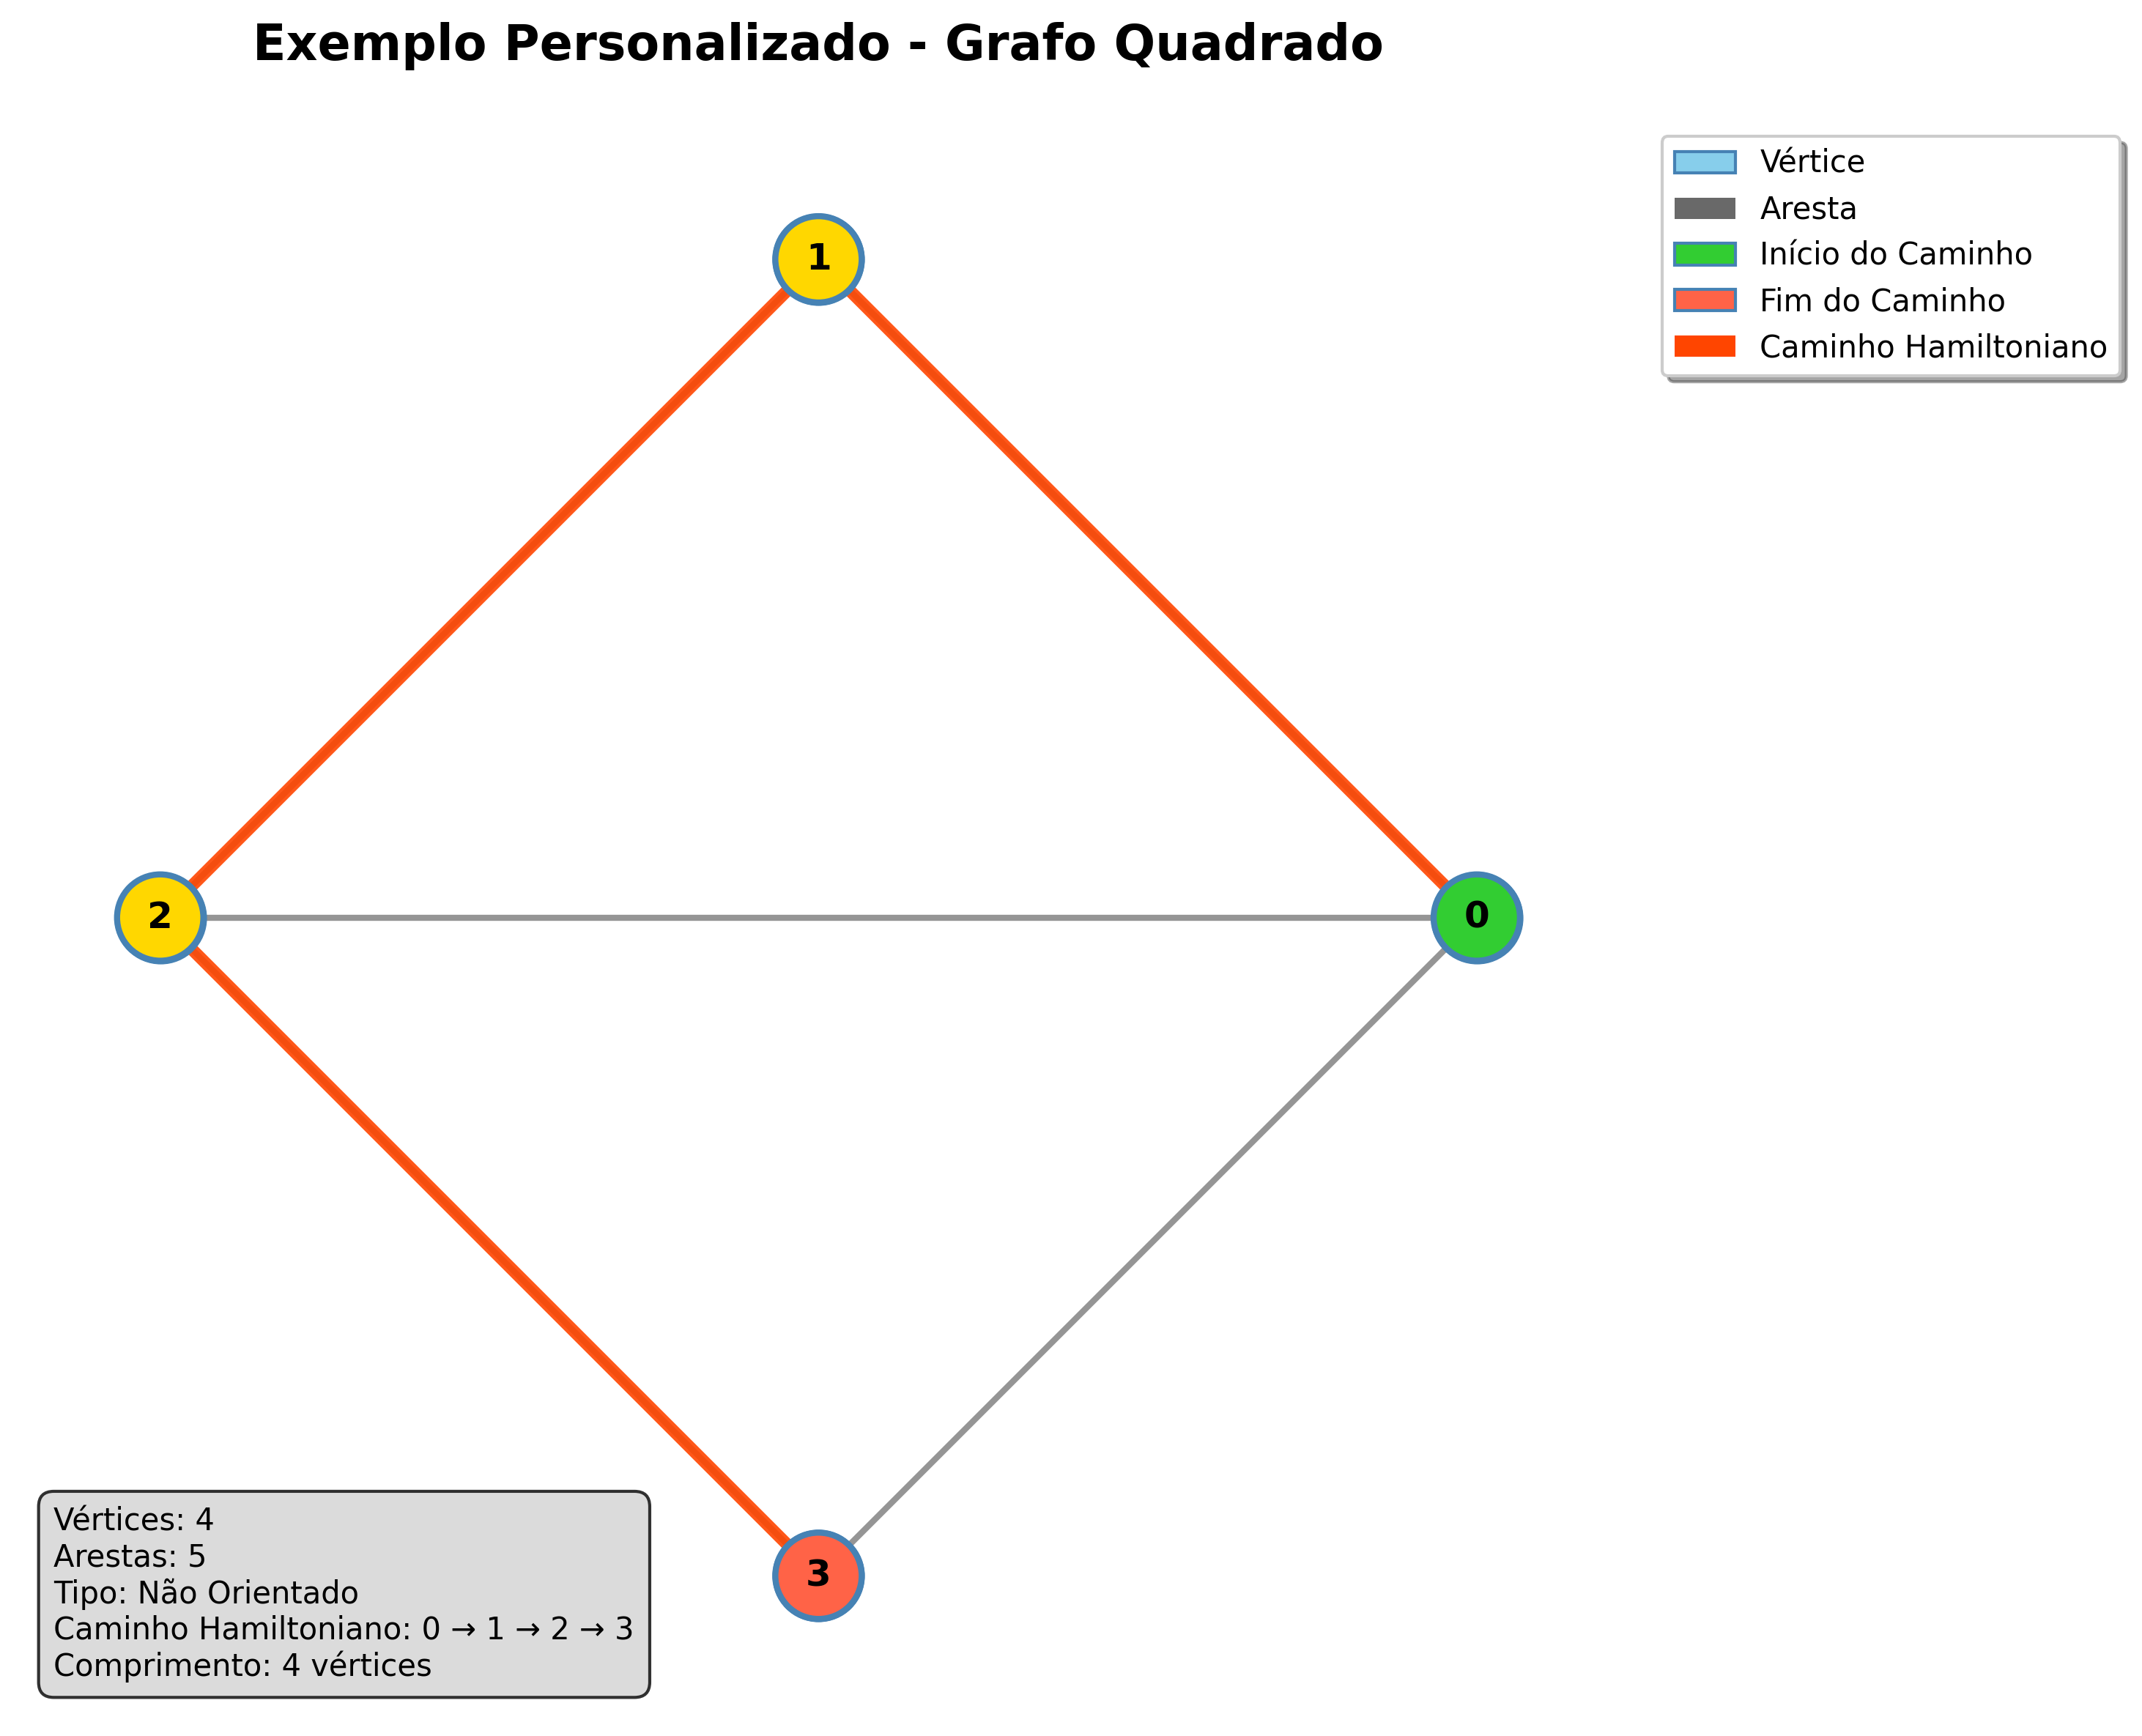 Exemplo Personalizado - Grafo Quadrado
Vértice
Aresta
Início do Caminho
Fim do Caminho
Caminho Hamiltoniano
1
2
0
3
Vértices: 4
Arestas: 5
Tipo: Não Orientado
Caminho Hamiltoniano: 0 → 1 → 2 → 3
Comprimento: 4 vértices